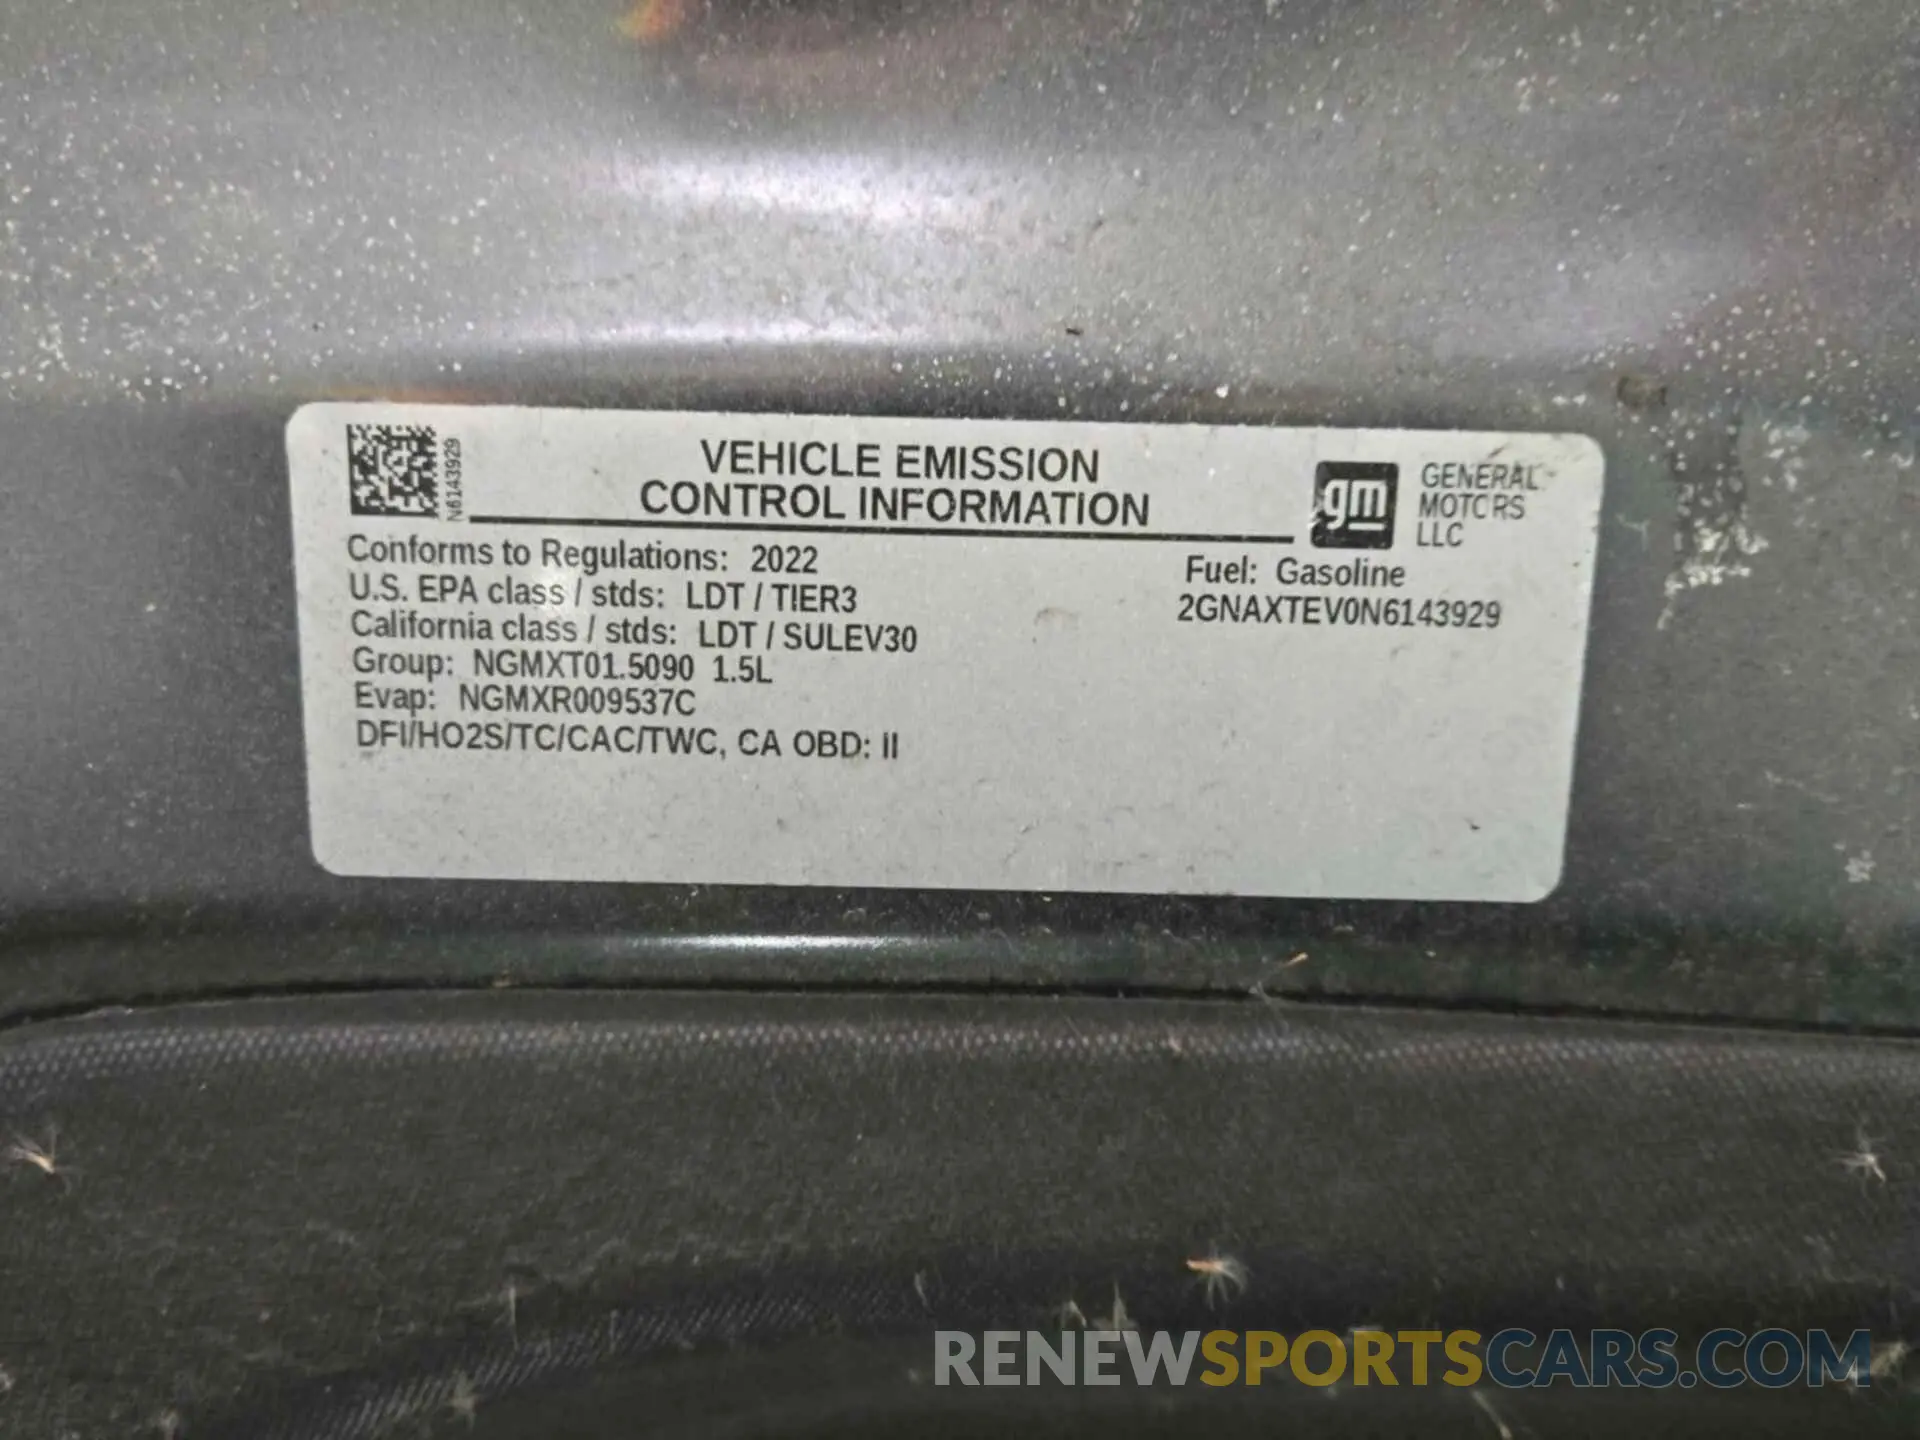 N6143929
VEHICLE EMISSION
CONTROL INFORMATION
gm
GENERAL
MOTORS
LLC
Conforms to Regulations: 2022
U.S. EPA class / stds: LDT / TIER3
California class / stds: LDT / SULEV30
Group: NGMXT01.5090 1.5L
Evap: NGMXR009537C
DFI/HO2S/TC/CAC/TWC, CA OBD: II
Fuel: Gasoline
2GNAXTEV0N6143929
RENEWSPORTSCARS.COM